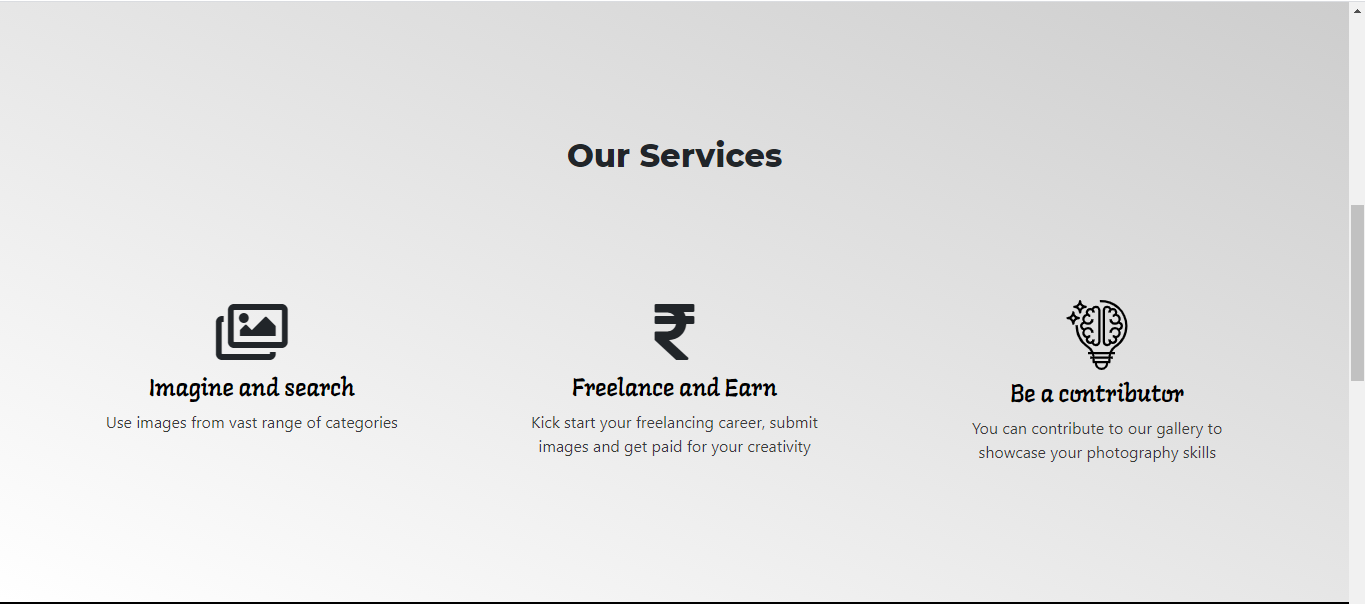 Our Services
Imagine and search
Use images from vast range of categories
Freelance and Earn
Kick start your freelancing career, submit
images and get paid for your creativity
Be a contributor
You can contribute to our gallery to
showcase your photography skills